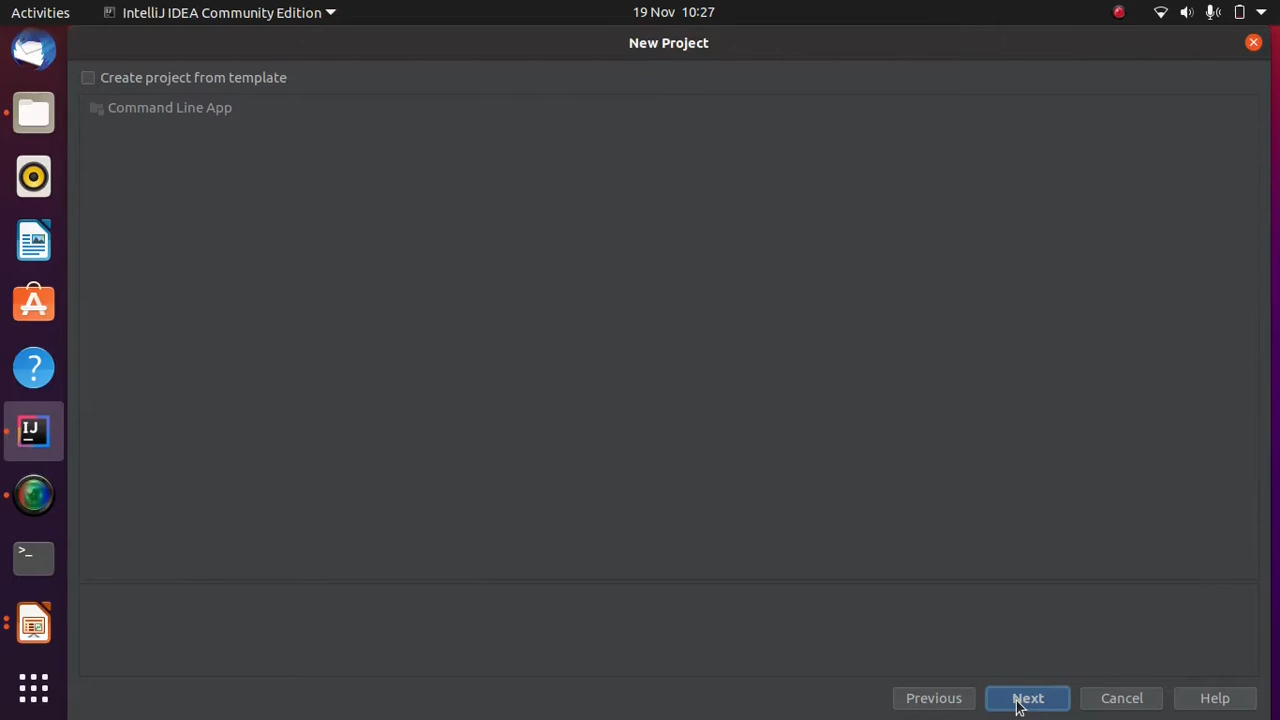 Activities IntelliJ IDEA Community Edition 19 Nov 10:27
New Project
Create project from template
Command Line App
Previous Next Cancel Help